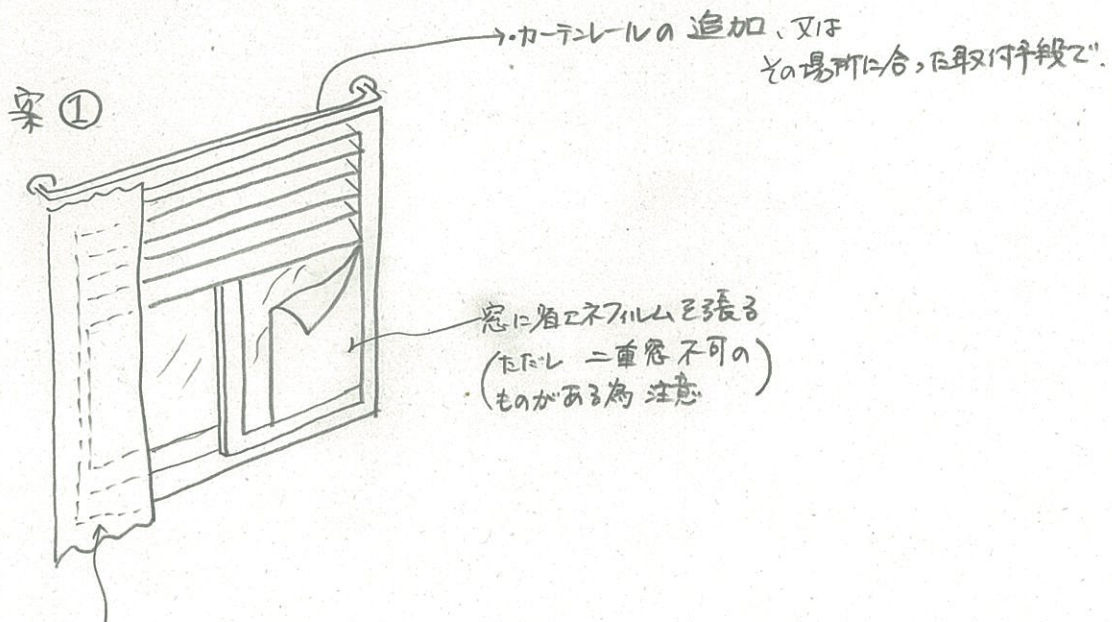 ・カーテンレールの 追加、又は
その場所に合った取付手段で.
案 ①
窓に省エネフィルムを張る
(ただし 二重窓 不可の
ものがある為 注意)